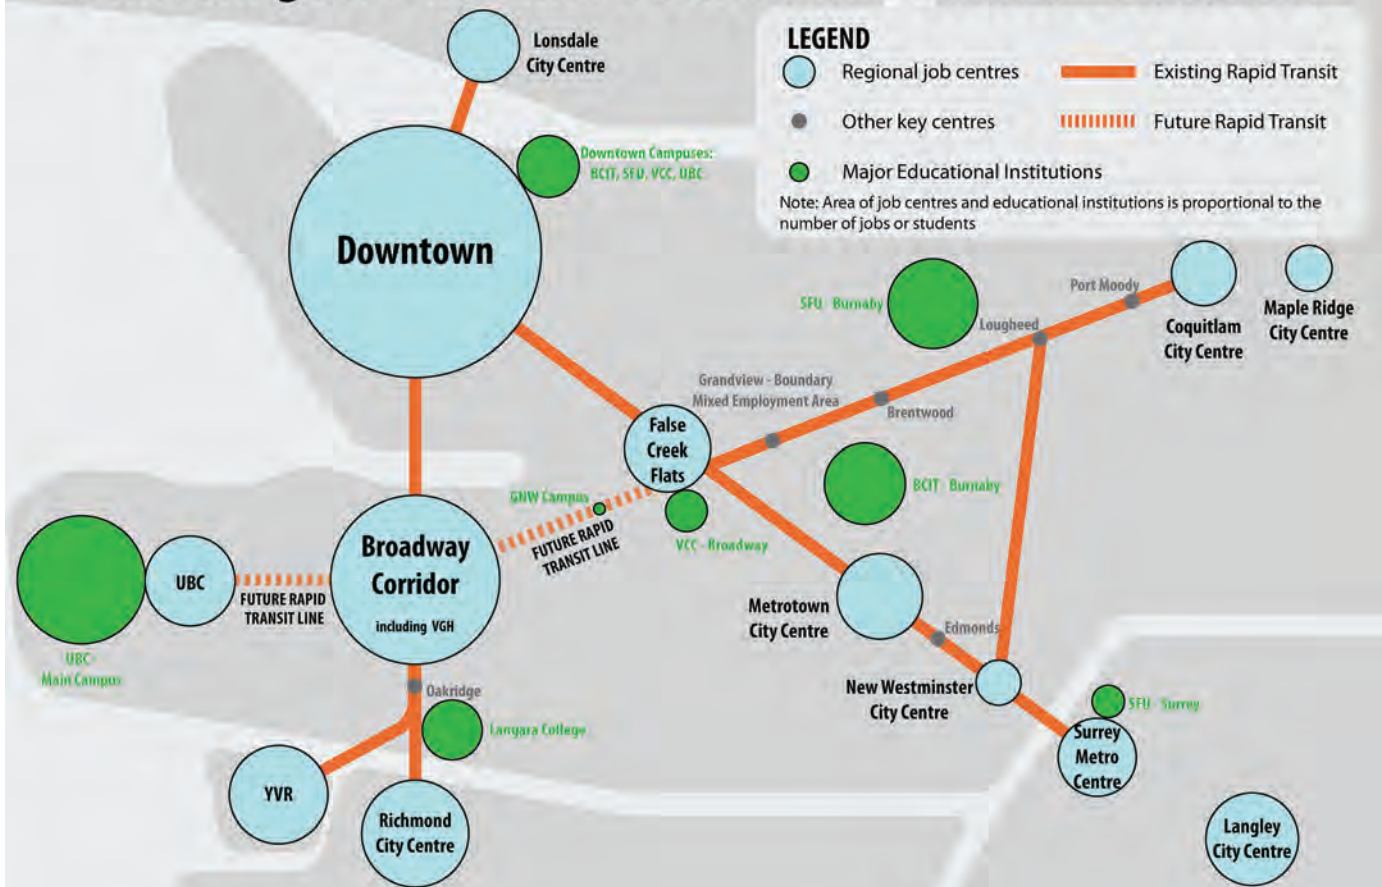 LEGEND
Regional job centres
Existing Rapid Transit
Other key centres
Future Rapid Transit
Major Educational Institutions
Note: Area of job centres and educational institutions is proportional to the
number of jobs or students
Lonsdale
City Centre
Downtown Campuses:
BCIT, SFU, VCC, UBC
Downtown
SFU - Burnaby
Port Moody
Lougheed
Coquitlam
City Centre
Maple Ridge
City Centre
Grandview - Boundary
Mixed Employment Area
Brentwood
False
Creek
Flats
BCIT - Burnaby
GNW Campus
FUTURE RAPID
TRANSIT LINE
VCC - Broadway
Broadway
Corridor
including VGH
UBC
FUTURE RAPID
TRANSIT LINE
UBC -
Main Campus
Metrotown
City Centre
Edmonds
New Westminster
City Centre
SFU - Surrey
Surrey
Metro
Centre
Oakridge
Langara College
YVR
Richmond
City Centre
Langley
City Centre